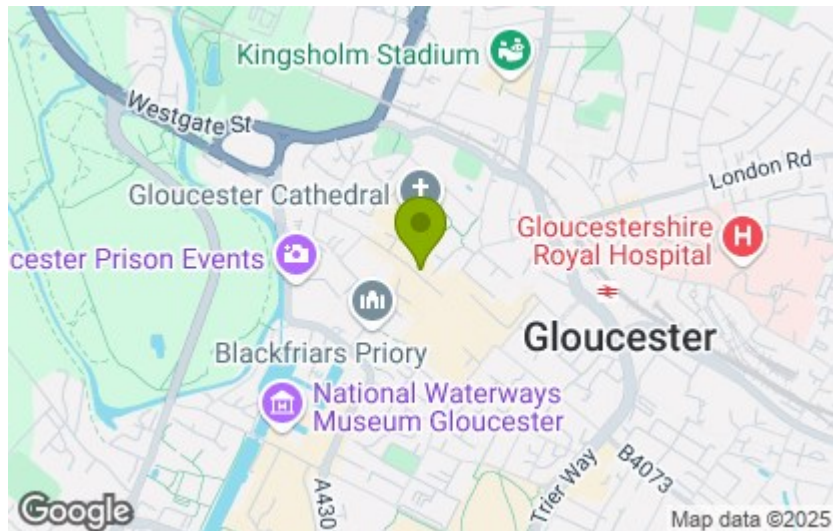 Kingsholm Stadium
Westgate St
London Rd
Gloucester Cathedral
Gloucestershire
Royal Hospital
H
cester Prison Events
Gloucester
Blackfriars Priory
National Waterways
Museum Gloucester
A430
Trier Way
B4073
Google
Map data ©2025